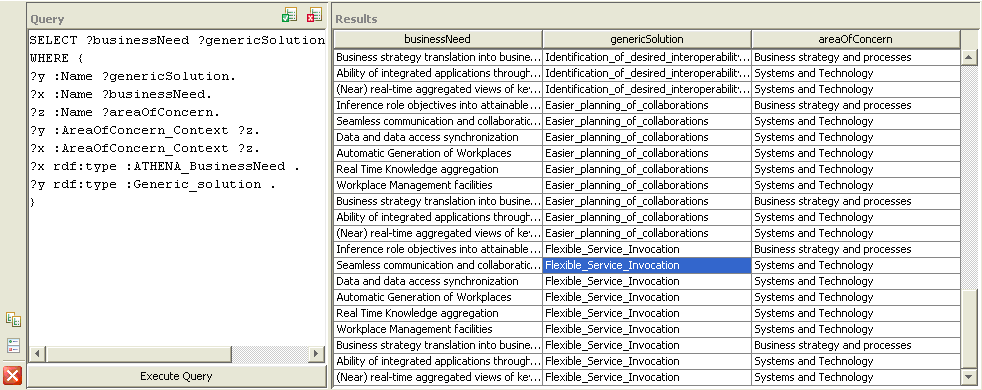 Query
SELECT ?businessNeed ?genericSolution
WHERE {
?y :Name ?genericSolution.
?x :Name ?businessNeed.
?z :Name ?areaOfConcern.
?y :AreaOfConcern_Context ?z.
?x :AreaOfConcern_Context ?z.
?x rdf:type :ATHENA_BusinessNeed .
?y rdf:type :Generic_solution .
}
Execute Query
Results
businessNeed genericSolution areaOfConcern
Business strategy translation into busine... Identification_of_desired_interoperabilit... Business strategy and processes
Ability of integrated applications through... Identification_of_desired_interoperabilit... Systems and Technology
(Near) real-time aggregated views of ke... Identification_of_desired_interoperabilit... Systems and Technology
Inference role objectives into attainable... Easier_planning_of_collaborations Business strategy and processes
Seamless communication and collaboratio... Easier_planning_of_collaborations Systems and Technology
Data and data access synchronization Easier_planning_of_collaborations Systems and Technology
Automatic Generation of Workplaces Easier_planning_of_collaborations Systems and Technology
Real Time Knowledge aggregation Easier_planning_of_collaborations Systems and Technology
Workplace Management facilities Easier_planning_of_collaborations Systems and Technology
Business strategy translation into busine... Easier_planning_of_collaborations Business strategy and processes
Ability of integrated applications through... Easier_planning_of_collaborations Systems and Technology
(Near) real-time aggregated views of ke... Easier_planning_of_collaborations Systems and Technology
Inference role objectives into attainable... Flexible_Service_Invocation Business strategy and processes
Seamless communication and collaboratio... Flexible_Service_Invocation Systems and Technology
Data and data access synchronization Flexible_Service_Invocation Systems and Technology
Automatic Generation of Workplaces Flexible_Service_Invocation Systems and Technology
Real Time Knowledge aggregation Flexible_Service_Invocation Systems and Technology
Workplace Management facilities Flexible_Service_Invocation Systems and Technology
Business strategy translation into busine... Flexible_Service_Invocation Business strategy and processes
Ability of integrated applications through... Flexible_Service_Invocation Systems and Technology
(Near) real-time aggregated views of ke... Flexible_Service_Invocation Systems and Technology